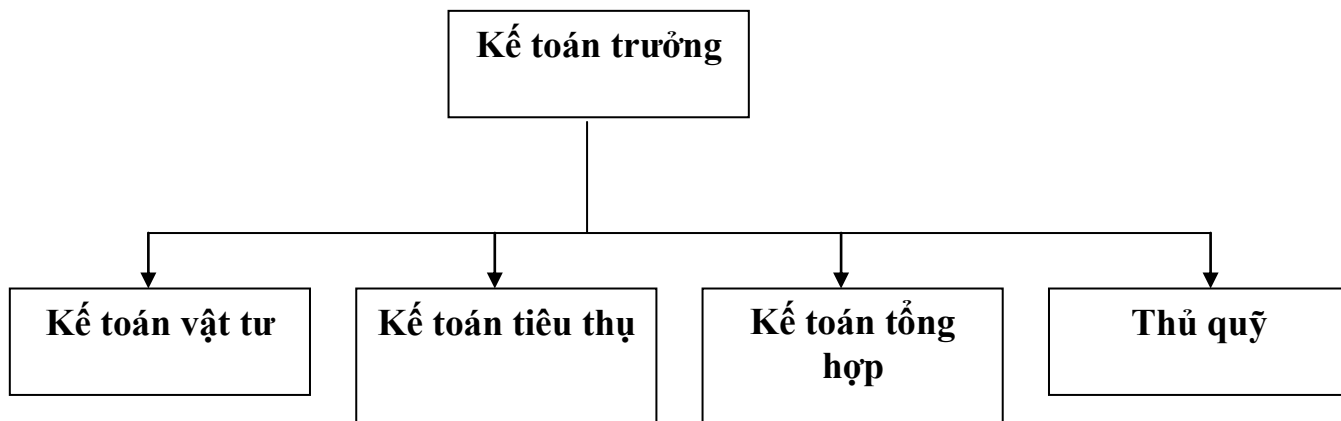 Kế toán trưởng
Kế toán vật tư
Kế toán tiêu thụ
Kế toán tổng
hợp
Thủ quỹ